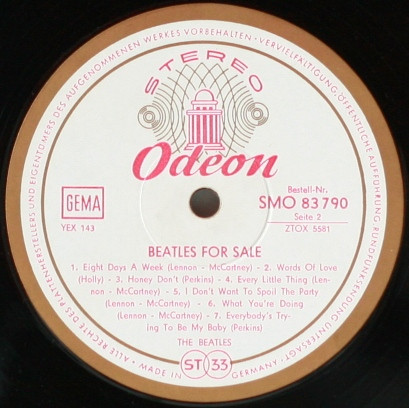 ALLE RECHTE DES PLATTENHERSTELLERS UND EIGENTÜMERS DES AUFGENOMMENEN WERKES VORBEHALTEN · VERVIELFÄLTIGUNG, ÖFFENTLICHE AUFFÜHRUNG RUNDFUNKSENDUNG UNTERSAGT ·
STEREO
Odeon
GEMA
YEX 143
Bestell-Nr.
SMO 83790
Seite 2
ZTOX 5581
BEATLES FOR SALE
1. Eight Days A Week (Lennon - McCartney) - 2. Words Of Love
(Holly) - 3. Honey Don't (Perkins) - 4. Every Little Thing (Len-
non - McCartney) - 5. I Don't Want To Spoil The Party
(Lennon - McCartney) - 6. What You're Doing
(Lennon - McCartney) - 7. Everybody's Try-
ing To Be My Baby (Perkins)
THE BEATLES
MADE IN GERMANY
ST 33